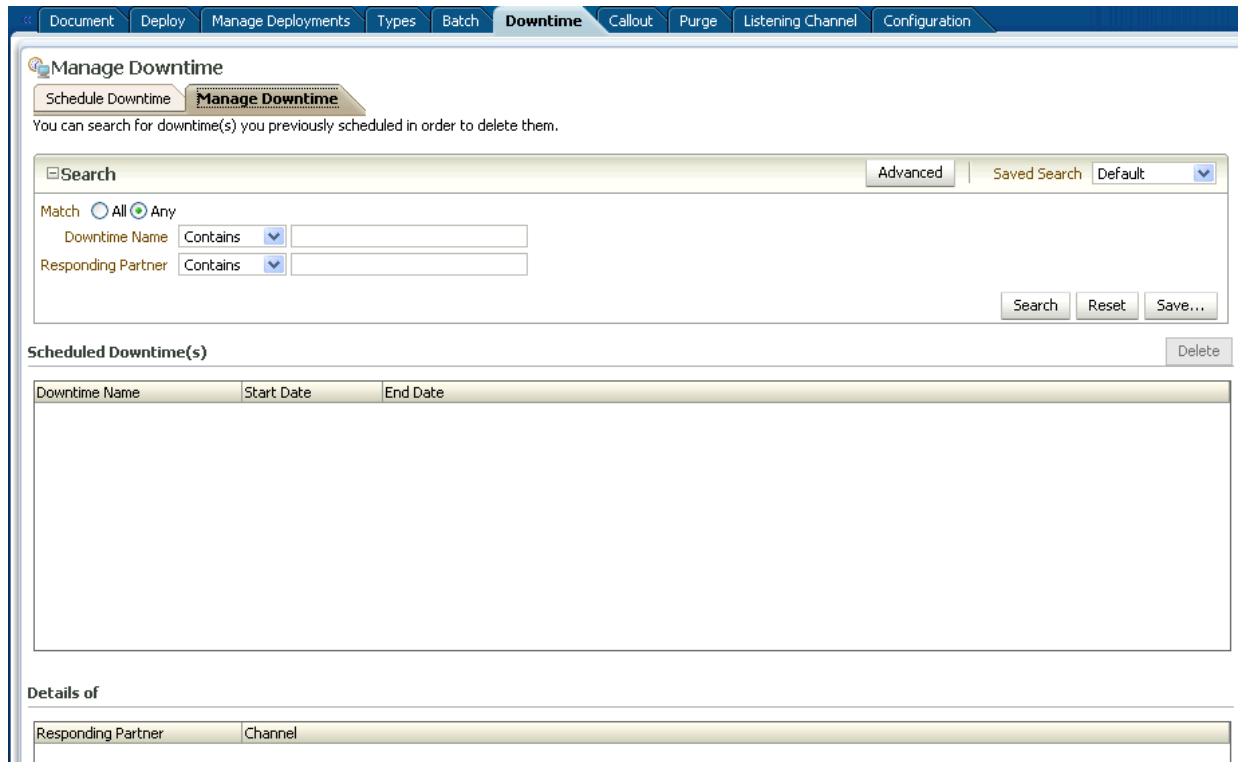 Document Deploy Manage Deployments Types Batch Downtime Callout Purge Listening Channel Configuration
Manage Downtime
Schedule Downtime Manage Downtime
You can search for downtime(s) you previously scheduled in order to delete them.
Search Advanced Saved Search Default
Match All Any
Downtime Name Contains
Responding Partner Contains
Search Reset Save...
Scheduled Downtime(s) Delete
Downtime Name Start Date End Date
Details of
Responding Partner Channel